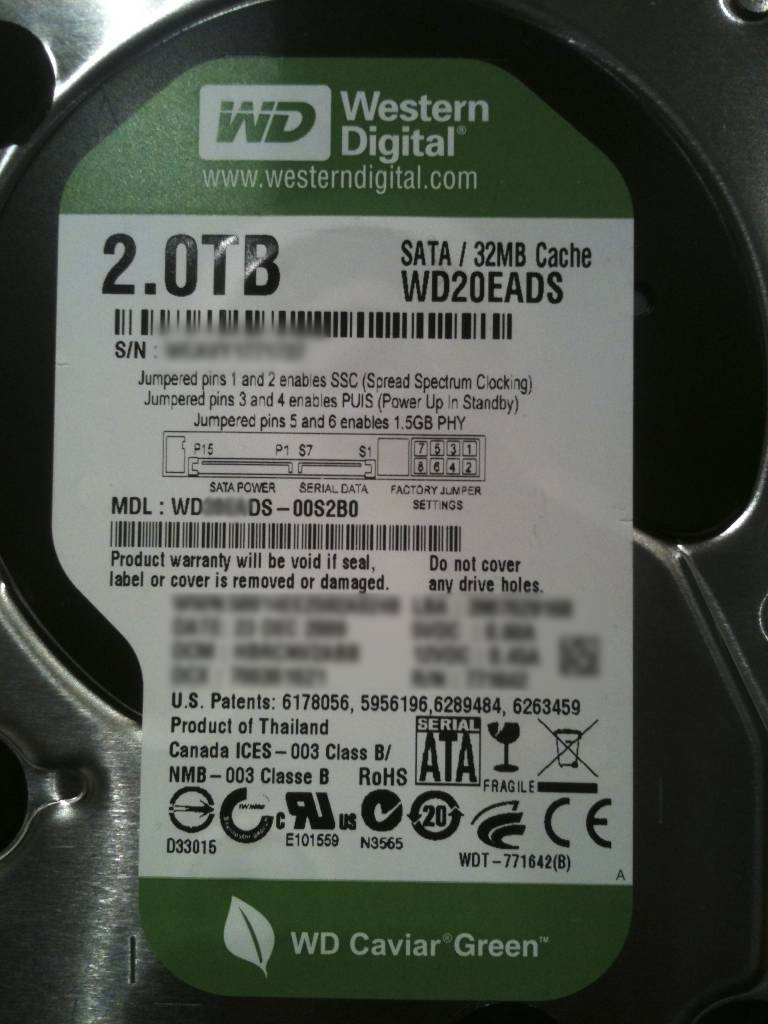 WD Western Digital®
www.westerndigital.com
2.0TB
SATA / 32MB Cache
WD20EADS
S/N :
Jumpered pins 1 and 2 enables SSC (Spread Spectrum Clocking)
Jumpered pins 3 and 4 enables PUIS (Power Up In Standby)
Jumpered pins 5 and 6 enables 1.5GB PHY
P15 P1 S7 S1 7 5 3 1
8 6 4 2
SATA POWER SERIAL DATA FACTORY JUMPER
SETTINGS
MDL : WD DS-00S2B0
Product warranty will be void if seal,
label or cover is removed or damaged.
Do not cover
any drive holes.
U.S. Patents: 6178056, 5956196,6289484, 6263459
Product of Thailand
Canada ICES-003 Class B/
NMB-003 Classe B RoHS
SERIAL
ATA
FRAGILE
c US 20 CE
D33015 E101559 N3565
WDT-771642(B)
A
WD Caviar® Green™